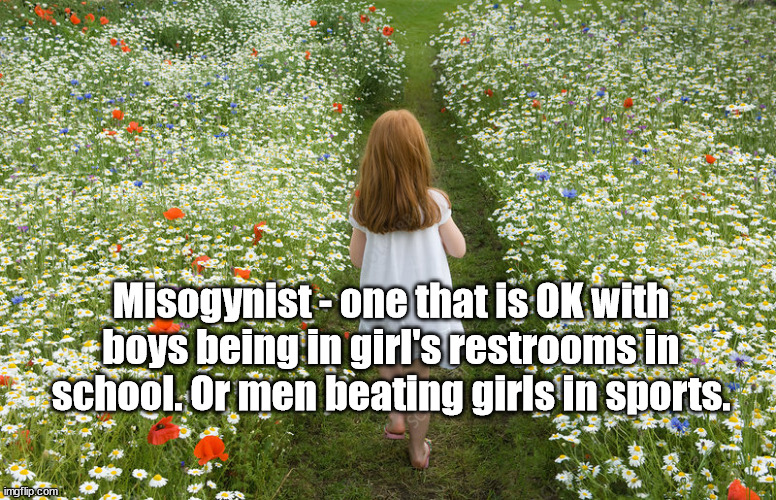 Misogynist - one that is OK with
boys being in girl's restrooms in
school. Or men beating girls in sports.
imgflip.com